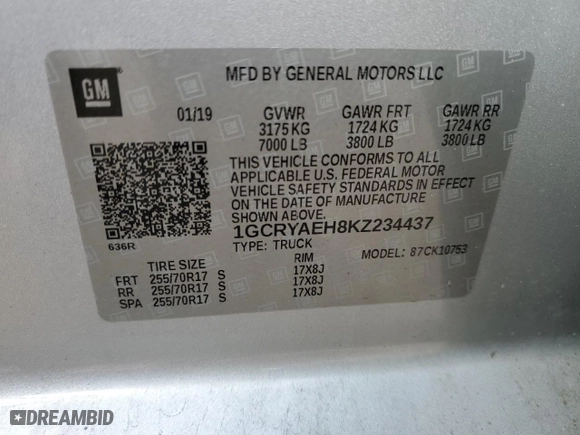 GM
MFD BY GENERAL MOTORS LLC
01/19 GVWR GAWR FRT GAWR RR
3175 KG 1724 KG 1724 KG
7000 LB 3800 LB 3800 LB
THIS VEHICLE CONFORMS TO ALL
APPLICABLE U.S. FEDERAL MOTOR
VEHICLE SAFETY STANDARDS IN EFFECT
ON THE DATE OF MANUFACTURE
SHOWN ABOVE.
1GCRYAEH8KZ234437
636R
TYPE: TRUCK MODEL: 87CK10753
TIRE SIZE RIM
FRT 255/70R17 S 17X8J
RR 255/70R17 S 17X8J
SPA 255/70R17 S 17X8J
DREAMBID